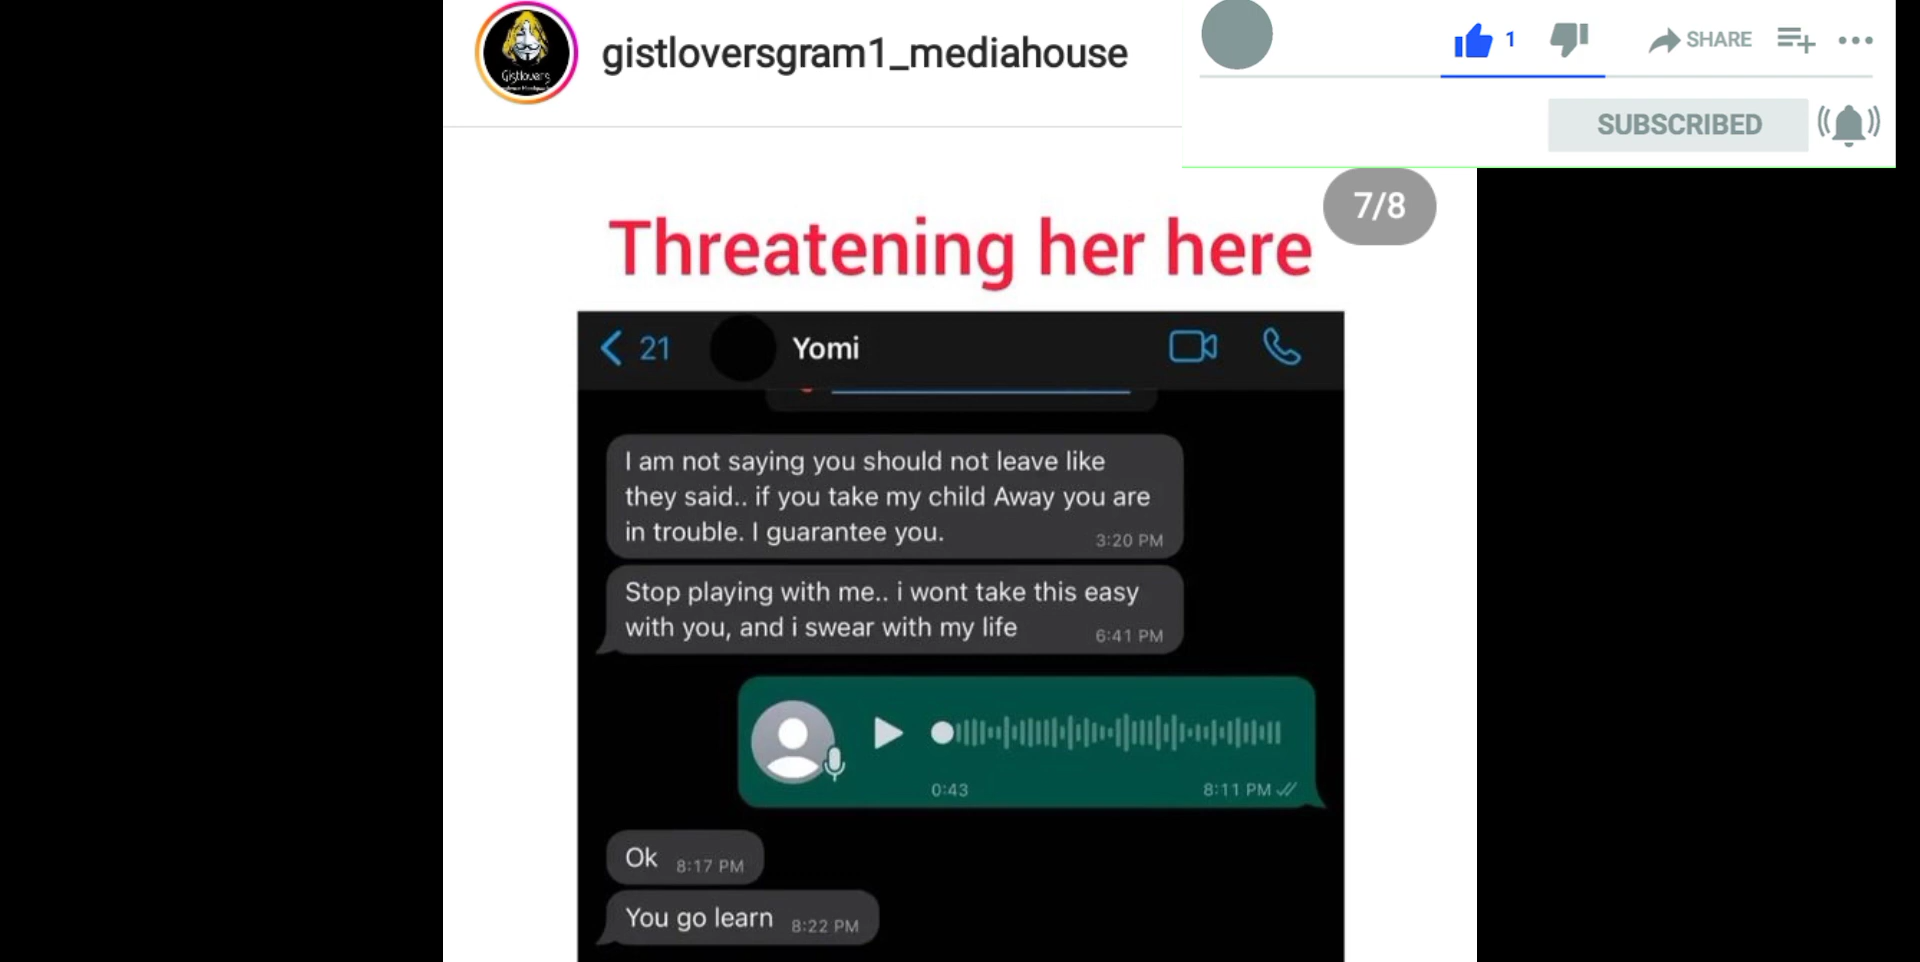 gistloversgram1_mediahouse
Gistlovers
1
SHARE
SUBSCRIBED
7/8
Threatening her here
21
Yomi
I am not saying you should not leave like
they said.. if you take my child Away you are
in trouble. I guarantee you.
3:20 PM
Stop playing with me.. i wont take this easy
with you, and i swear with my life
6:41 PM
0:43
8:11 PM
Ok
8:17 PM
You go learn
8:22 PM